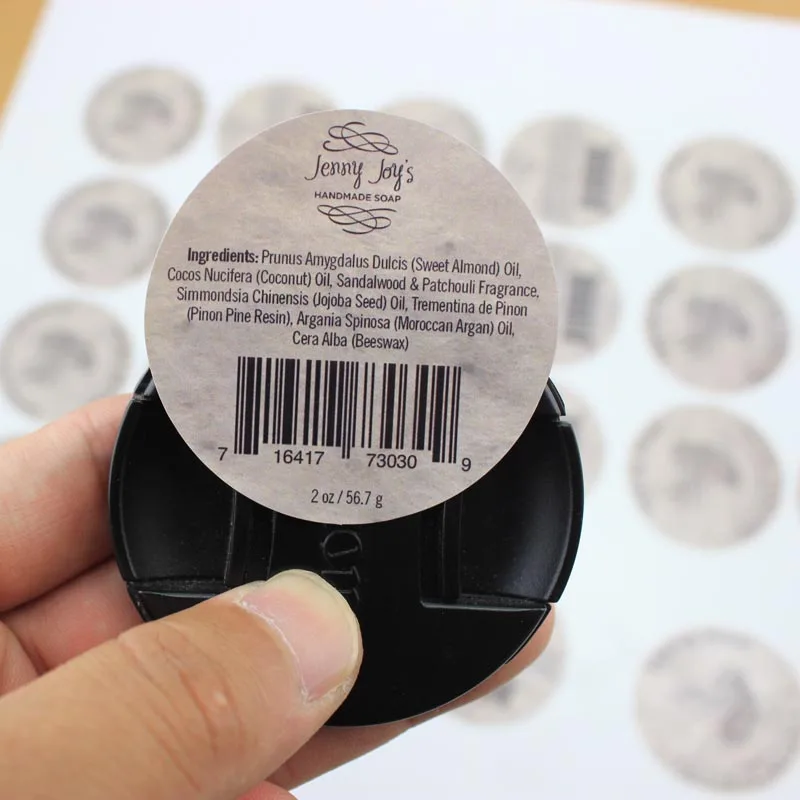 Jenny Joy's
HANDMADE SOAP
Ingredients: Prunus Amygdalus Dulcis (Sweet Almond) Oil,
Cocos Nucifera (Coconut) Oil, Sandalwood & Patchouli Fragrance,
Simmondsia Chinensis (Jojoba Seed) Oil, Trementina de Pinon
(Pinon Pine Resin), Argania Spinosa (Moroccan Argan) Oil,
Cera Alba (Beeswax)
7 16417 73030 9
2 oz / 56.7 g